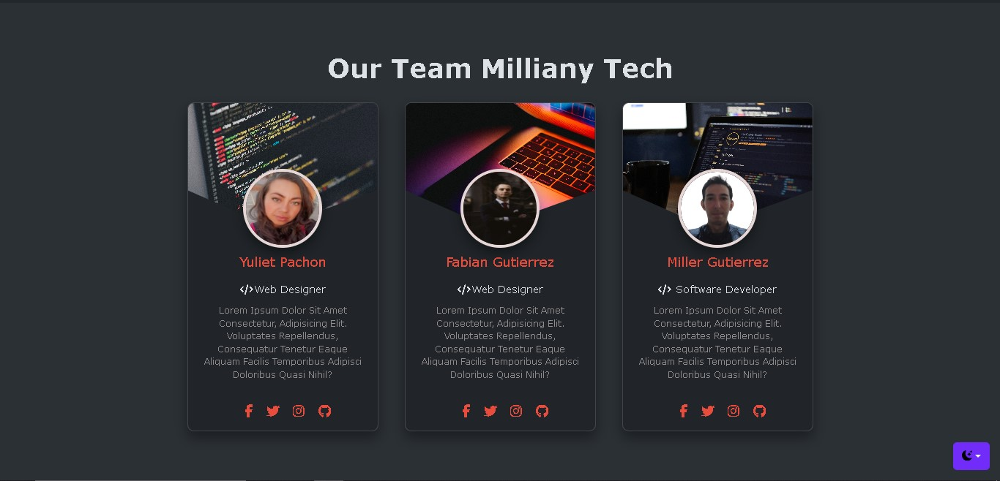 Our Team Milliany Tech
Yuliet Pachon
</>Web Designer
Lorem Ipsum Dolor Sit Amet
Consectetur, Adipisicing Elit.
Voluptates Repellendus,
Consequatur Tenetur Eaque
Aliquam Facilis Temporibus Adipisci
Doloribus Quasi Nihil?
Fabian Gutierrez
</>Web Designer
Lorem Ipsum Dolor Sit Amet
Consectetur, Adipisicing Elit.
Voluptates Repellendus,
Consequatur Tenetur Eaque
Aliquam Facilis Temporibus Adipisci
Doloribus Quasi Nihil?
Miller Gutierrez
</> Software Developer
Lorem Ipsum Dolor Sit Amet
Consectetur, Adipisicing Elit.
Voluptates Repellendus,
Consequatur Tenetur Eaque
Aliquam Facilis Temporibus Adipisci
Doloribus Quasi Nihil?